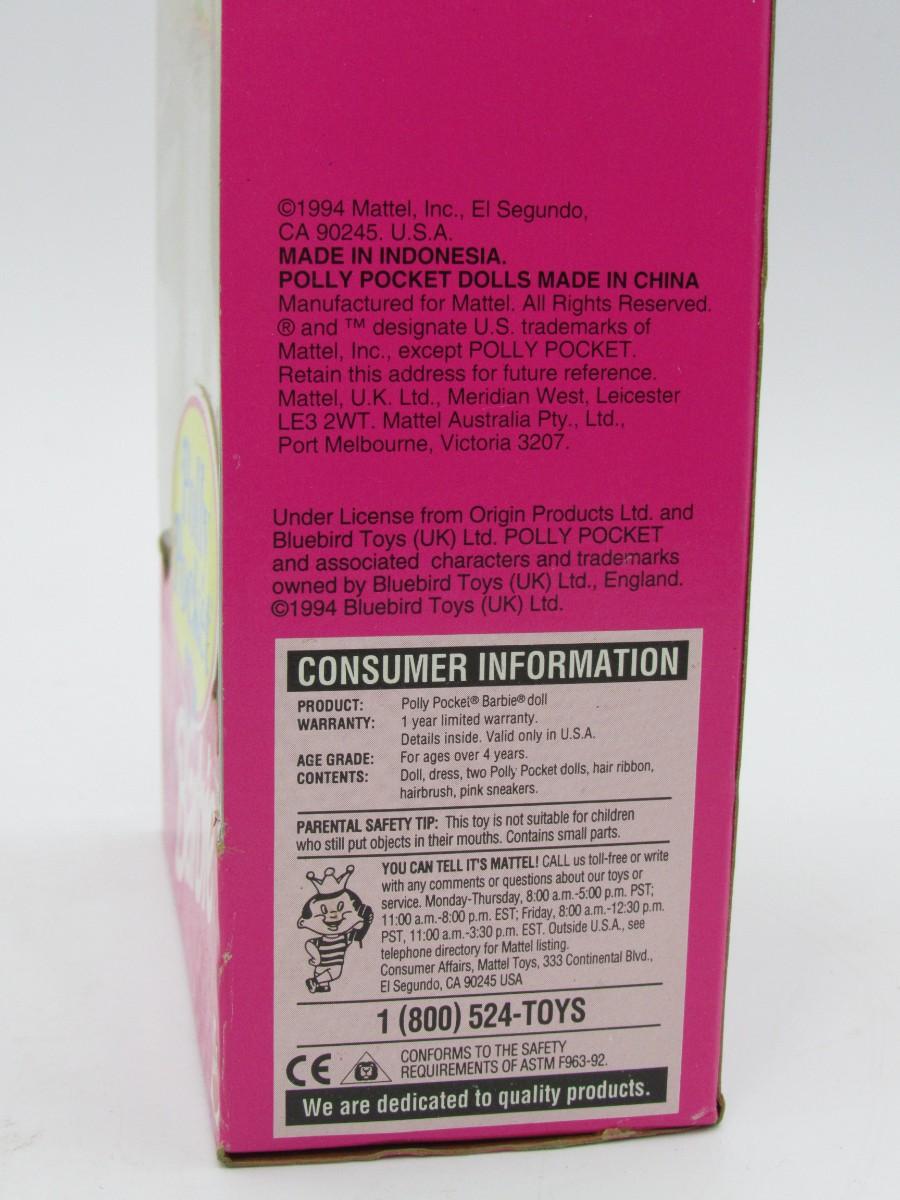 ©1994 Mattel, Inc., El Segundo,
CA 90245. U.S.A.
MADE IN INDONESIA.
POLLY POCKET DOLLS MADE IN CHINA
Manufactured for Mattel. All Rights Reserved.
® and ™ designate U.S. trademarks of
Mattel, Inc., except POLLY POCKET.
Retain this address for future reference.
Mattel, U.K. Ltd., Meridian West, Leicester
LE3 2WT. Mattel Australia Pty., Ltd.,
Port Melbourne, Victoria 3207.
Under License from Origin Products Ltd. and
Bluebird Toys (UK) Ltd. POLLY POCKET
and associated characters and trademarks
owned by Bluebird Toys (UK) Ltd., England.
©1994 Bluebird Toys (UK) Ltd.
CONSUMER INFORMATION
PRODUCT: Polly Pocket® Barbie® doll
WARRANTY: 1 year limited warranty.
Details inside. Valid only in U.S.A.
AGE GRADE: For ages over 4 years.
CONTENTS: Doll, dress, two Polly Pocket dolls, hair ribbon,
hairbrush, pink sneakers.
PARENTAL SAFETY TIP: This toy is not suitable for children
who still put objects in their mouths. Contains small parts.
YOU CAN TELL IT'S MATTEL! CALL us toll-free or write
with any comments or questions about our toys or
service. Monday-Thursday, 8:00 a.m.-5:00 p.m. PST;
11:00 a.m.-8:00 p.m. EST; Friday, 8:00 a.m.-12:30 p.m.
PST, 11:00 a.m.-3:30 p.m. EST. Outside U.S.A., see
telephone directory for Mattel listing.
Consumer Affairs, Mattel Toys, 333 Continental Blvd.,
El Segundo, CA 90245 USA
1 (800) 524-TOYS
CE
CONFORMS TO THE SAFETY
REQUIREMENTS OF ASTM F963-92.
We are dedicated to quality products.